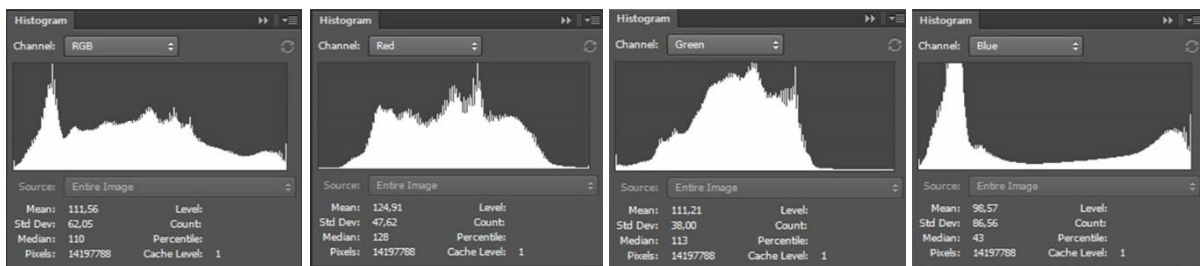 Histogram
Channel: RGB
Source: Entire Image
Mean: 111,56 Level:
Std Dev: 62,05 Count:
Median: 110 Percentile:
Pixels: 14197788 Cache Level: 1
Histogram
Channel: Red
Source: Entire Image
Mean: 124,91 Level:
Std Dev: 47,62 Count:
Median: 128 Percentile:
Pixels: 14197788 Cache Level: 1
Histogram
Channel: Green
Source: Entire Image
Mean: 111,21 Level:
Std Dev: 38,00 Count:
Median: 113 Percentile:
Pixels: 14197788 Cache Level: 1
Histogram
Channel: Blue
Source: Entire Image
Mean: 98,57 Level:
Std Dev: 86,56 Count:
Median: 43 Percentile:
Pixels: 14197788 Cache Level: 1